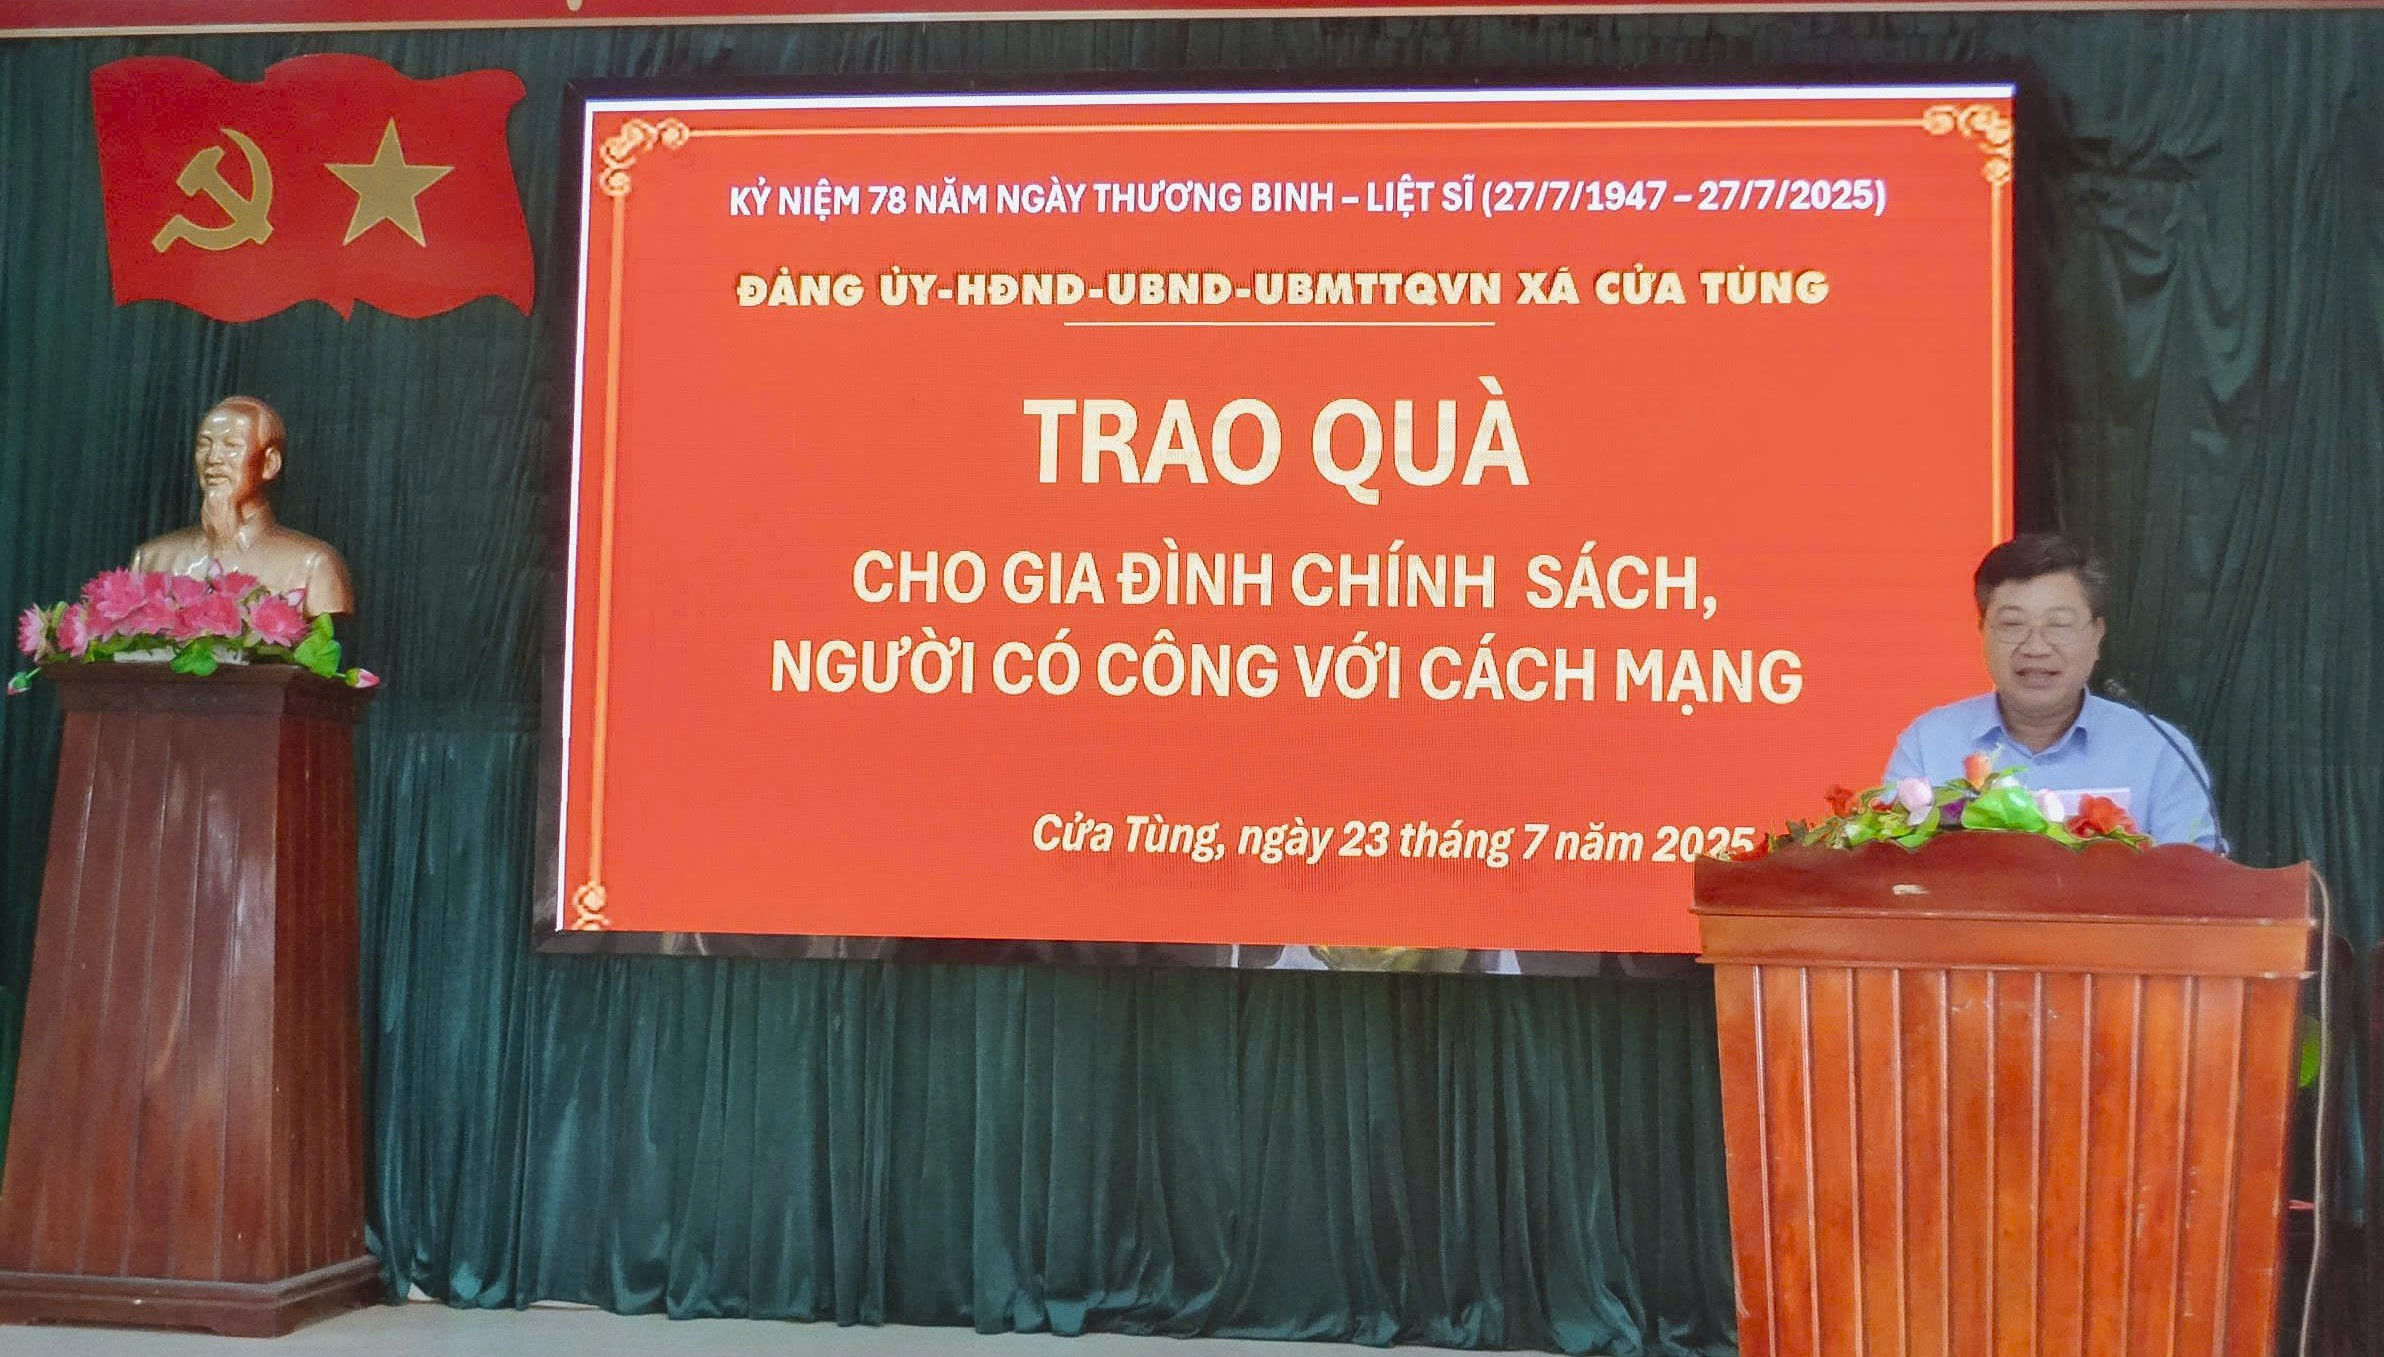 KỶ NIỆM 78 NĂM NGÀY THƯƠNG BINH – LIỆT SĨ (27/7/1947 – 27/7/2025)
ĐẢNG ỦY-HĐND-UBND-UBMTTQVN XÃ CỬA TÙNG
TRAO QUÀ
CHO GIA ĐÌNH CHÍNH SÁCH,
NGƯỜI CÓ CÔNG VỚI CÁCH MẠNG
Cửa Tùng, ngày 23 tháng 7 năm 2025